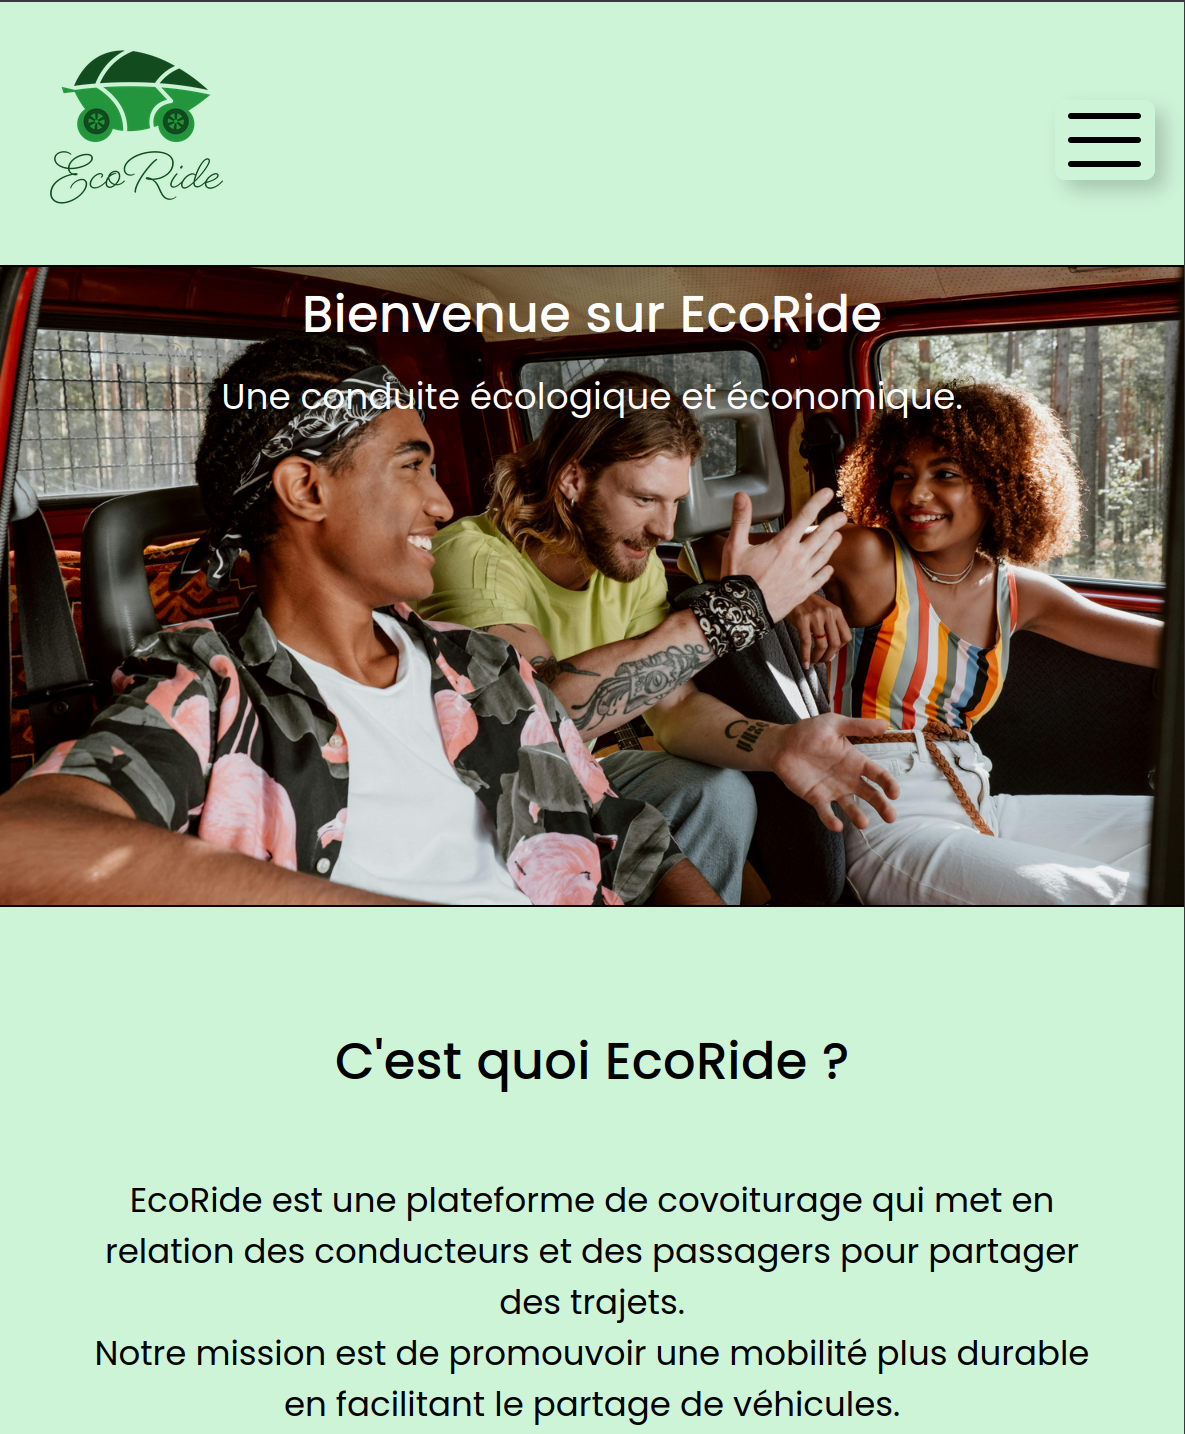 EcoRide
Bienvenue sur EcoRide
Une conduite écologique et économique.
C'est quoi EcoRide ?
EcoRide est une plateforme de covoiturage qui met en
relation des conducteurs et des passagers pour partager
des trajets.
Notre mission est de promouvoir une mobilité plus durable
en facilitant le partage de véhicules.